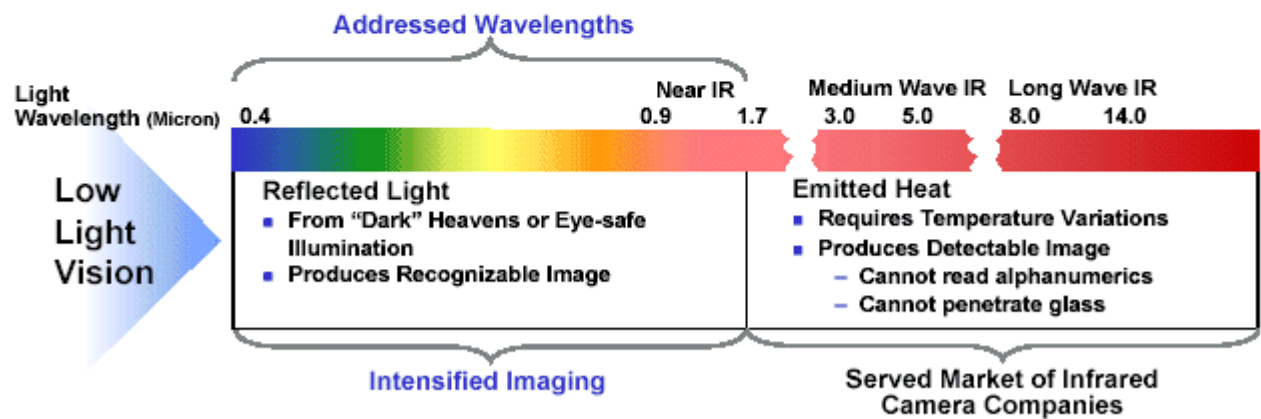 Addressed Wavelengths
Light
Wavelength (Micron)
Near IR
Medium Wave IR
Long Wave IR
0.4
0.9
1.7
3.0
5.0
8.0
14.0
Low
Light
Vision
Reflected Light
From “Dark” Heavens or Eye-safe
Illumination
Produces Recognizable Image
Emitted Heat
Requires Temperature Variations
Produces Detectable Image
– Cannot read alphanumerics
– Cannot penetrate glass
Intensified Imaging
Served Market of Infrared
Camera Companies